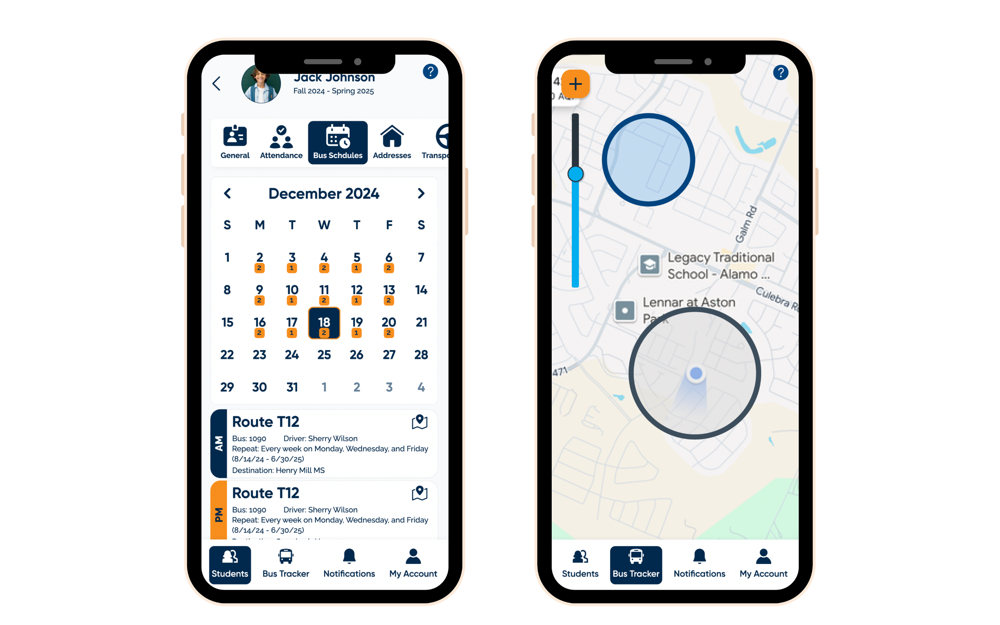 Jack Johnson
Fall 2024 - Spring 2025
?
General
Attendance
Bus Schdules
Addresses
December 2024
S M T W T F S
1 2 3 4 5 6 7
2 1 2 1 2
8 9 10 11 12 13 14
2 1 2 1 2
15 16 17 18 19 20 21
2 1 2 1 2
22 23 24 25 26 27 28
29 30 31 1 2 3 4
AM
Route T12
Bus: 1090 Driver: Sherry Wilson
Repeat: Every week on Monday, Wednesday, and Friday
(8/14/24 - 6/30/25)
Destination: Henry Mill MS
PM
Route T12
Bus: 1090 Driver: Sherry Wilson
Repeat: Every week on Monday, Wednesday, and Friday
(8/14/24 - 6/30/25)
Students
Bus Tracker
Notifications
My Account
+
?
Galm Rd
Legacy Traditional
School - Alamo ...
Culebra
Lennar at Aston
Park
471
Students
Bus Tracker
Notifications
My Account